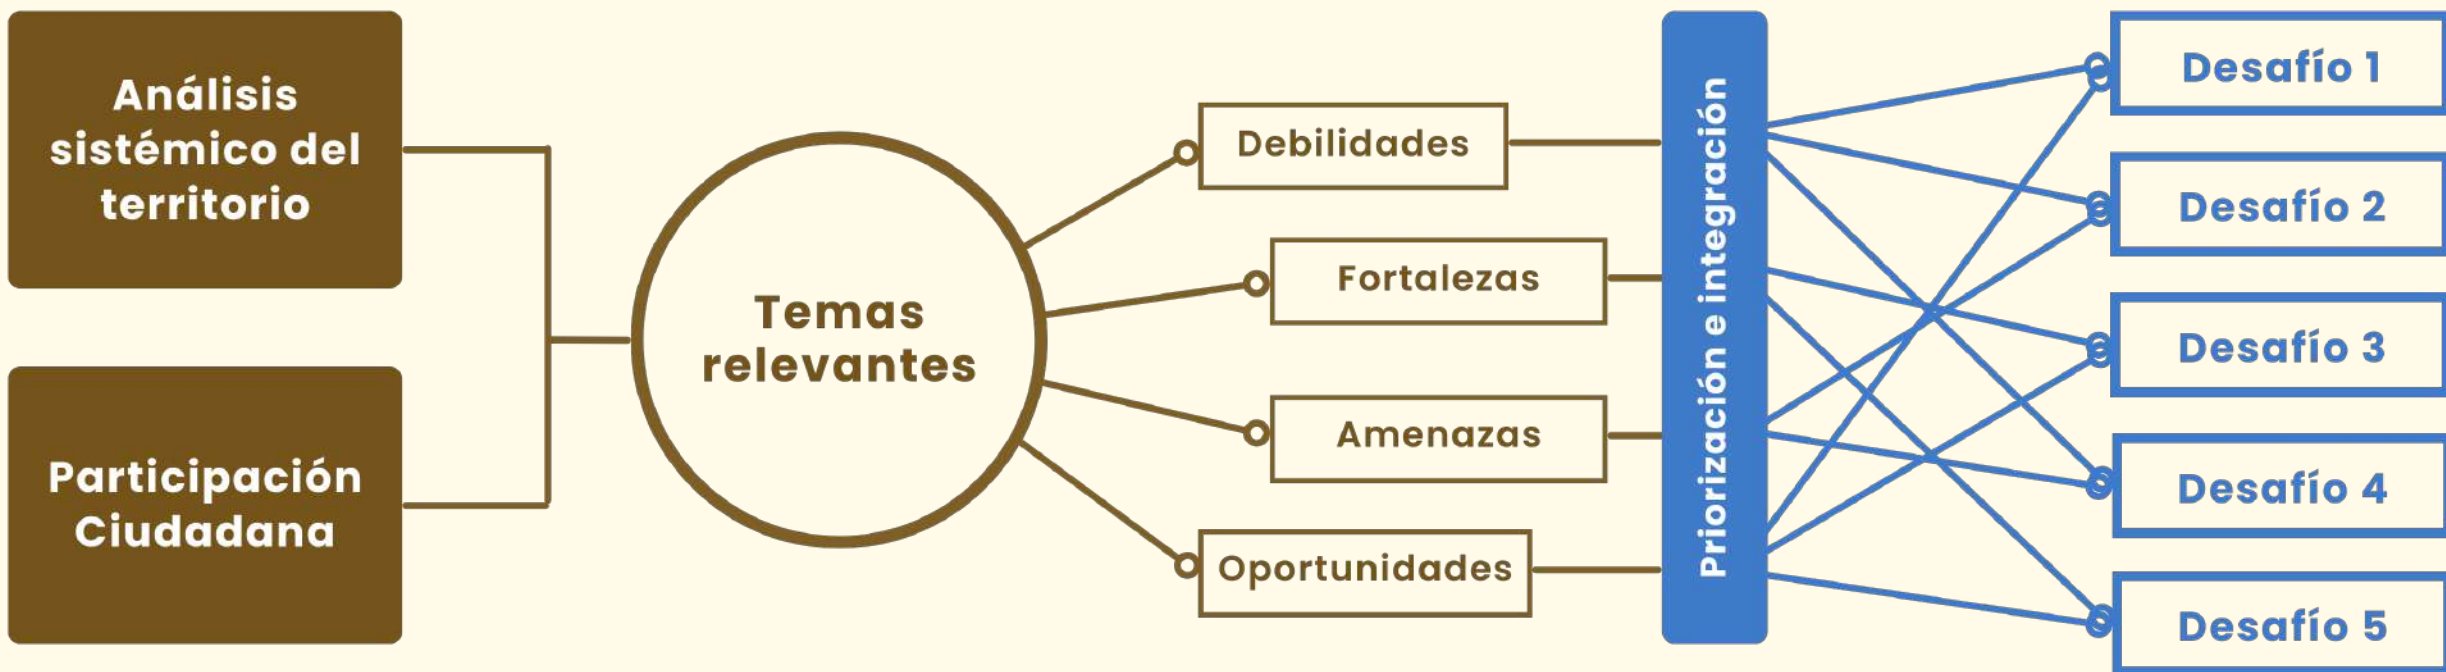 Análisis
sistémico del
territorio
Participación
Ciudadana
Temas
relevantes
Debilidades
Fortalezas
Amenazas
Oportunidades
Priorización e integración
Desafío 1
Desafío 2
Desafío 3
Desafío 4
Desafío 5